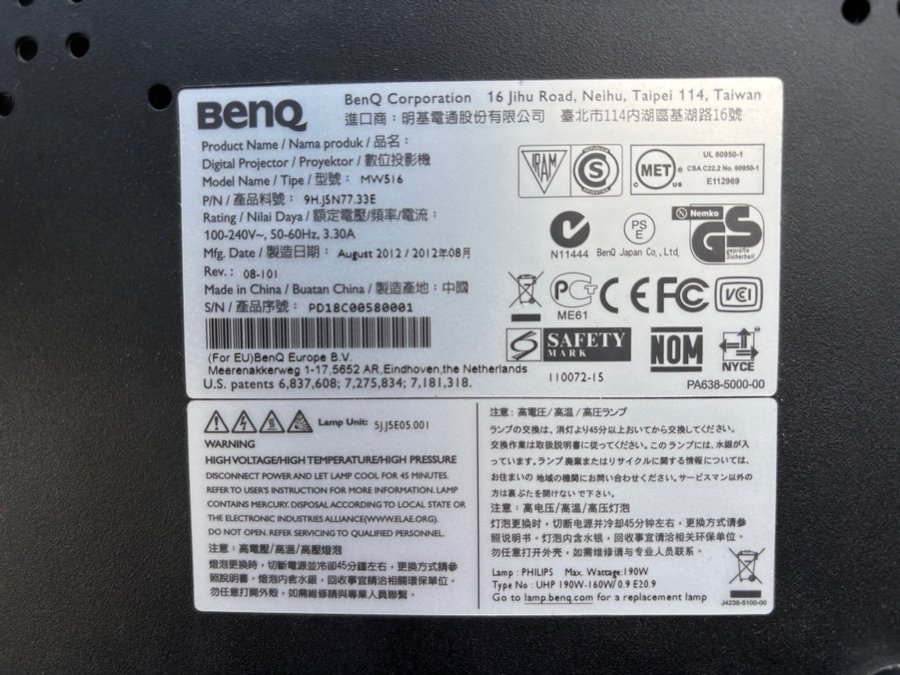 BenQ
BenQ Corporation 16 Jihu Road, Neihu, Taipei 114, Taiwan
進口商：明基電通股份有限公司 臺北市114內湖區基湖路16號
Product Name / Nama produk / 品名：
Digital Projector / Proyektor / 數位投影機
Model Name / Tipe / 型號： MW516
P/N / 產品料號： 9H.J5N77.33E
Rating / Nilai Daya / 額定電壓/頻率/電流：
100-240V~, 50-60Hz, 3.30A
Mfg. Date / 製造日期： August 2012 / 2012年08月
Rev.: 08-101
Made in China / Buatan China / 製造產地：中國
S/N / 產品序號： PD18C00580001
(For EU)BenQ Europe B.V.
Meerenakkerweg 1-17,5652 AR,Eindhoven,the Netherlands
U.S. patents 6,837,608; 7,275,834; 7,181,318.
IRAM
S
C MET US
UL 60950-1
CSA C22.2 No. 60950-1
E112969
N11444
PS
E
BenQ Japan Co., Ltd,
Nemko
GS
geprüfte
Sicherheit
PCT
ME61
CE FC VCI
S SAFETY
MARK
110072-15
NOM
NYCE
PA638-5000-00
Lamp Unit: 5J.J5E05.001
WARNING
HIGH VOLTAGE/HIGH TEMPERATURE/HIGH PRESSURE
DISCONNECT POWER AND LET LAMP COOL FOR 45 MINUTES.
REFER TO USER'S INSTRUCTION FOR MORE INFORMATION. LAMP
CONTAINS MERCURY. DISPOSAL ACCORDING TO LOCAL STATE OR
THE ELECTRONIC INDUSTRIES ALLIANCE(WWW.ELAE.ORG).
DO NOT OPEN. REFER SERVICING TO QUALIFIED PERSONNEL.
注意：高電壓/高溫/高壓燈泡
燈泡更換時，切斷電源並冷卻45分鐘左右，更換方式請參
照說明書。燈泡內含水銀，回收事宜請洽相關環保單位。
勿任意打開外殼，如需維修請與專業人員聯繫。
注意：高電圧/高温/高圧ランプ
ランプの交換は、消灯より45分以上おいてから交換してください。
交換作業は取扱説明書に従ってください。このランプには、水銀が入
っています。ランプ廃棄またはリサイクルに関する情報については、
お住まいの 地域の機関にお問い合わせください。サービスマン以外の
方は裏ぶたを開けないで下さい。
注意：高电压/高温/高压灯泡
灯泡更换时，切断电源并冷却45分钟左右，更换方式请参
照说明书。灯泡内含水银，回收事宜请洽相关环保单位。
勿任意打开外壳，如需维修请与专业人员联系。
Lamp : PHILIPS Max. Wattage:190W
Type No : UHP 190W-160W/0.9 E20.9
Go to lamp.benq.com for a replacement lamp
J4238-5100-00